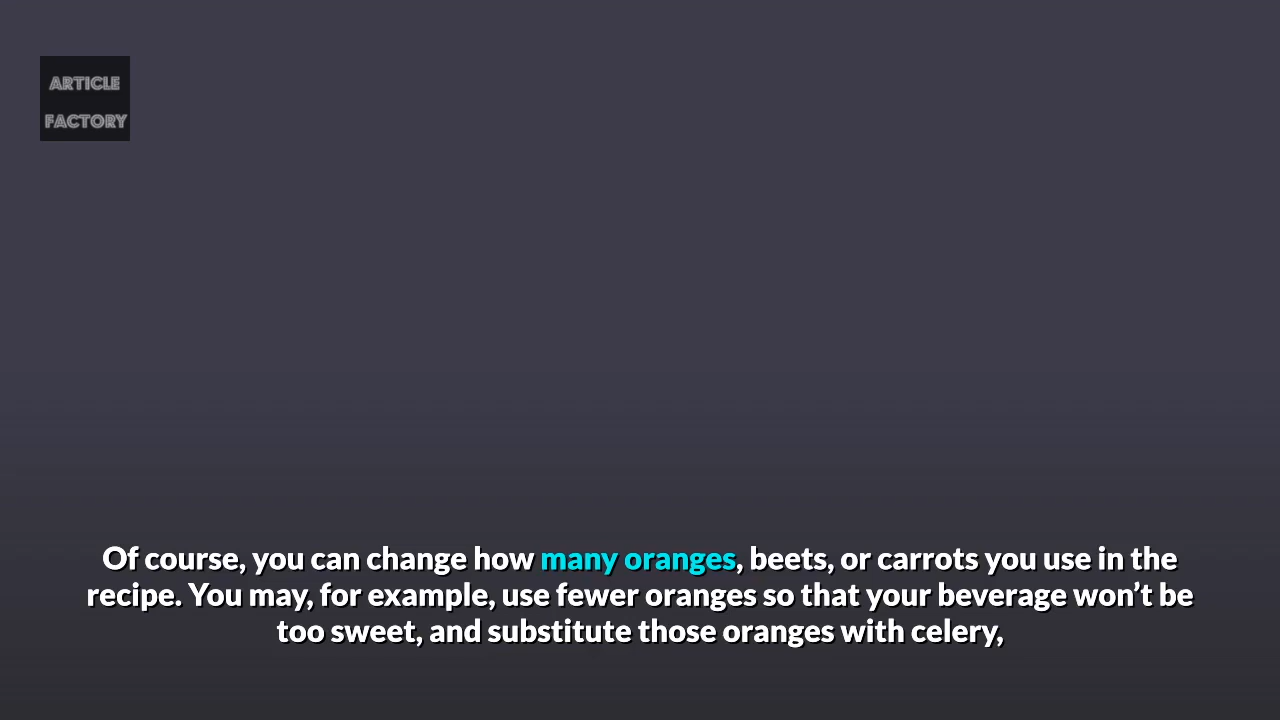 ARTICLE
FACTORY
Of course, you can change how many oranges, beets, or carrots you use in the
recipe. You may, for example, use fewer oranges so that your beverage won’t be
too sweet, and substitute those oranges with celery,